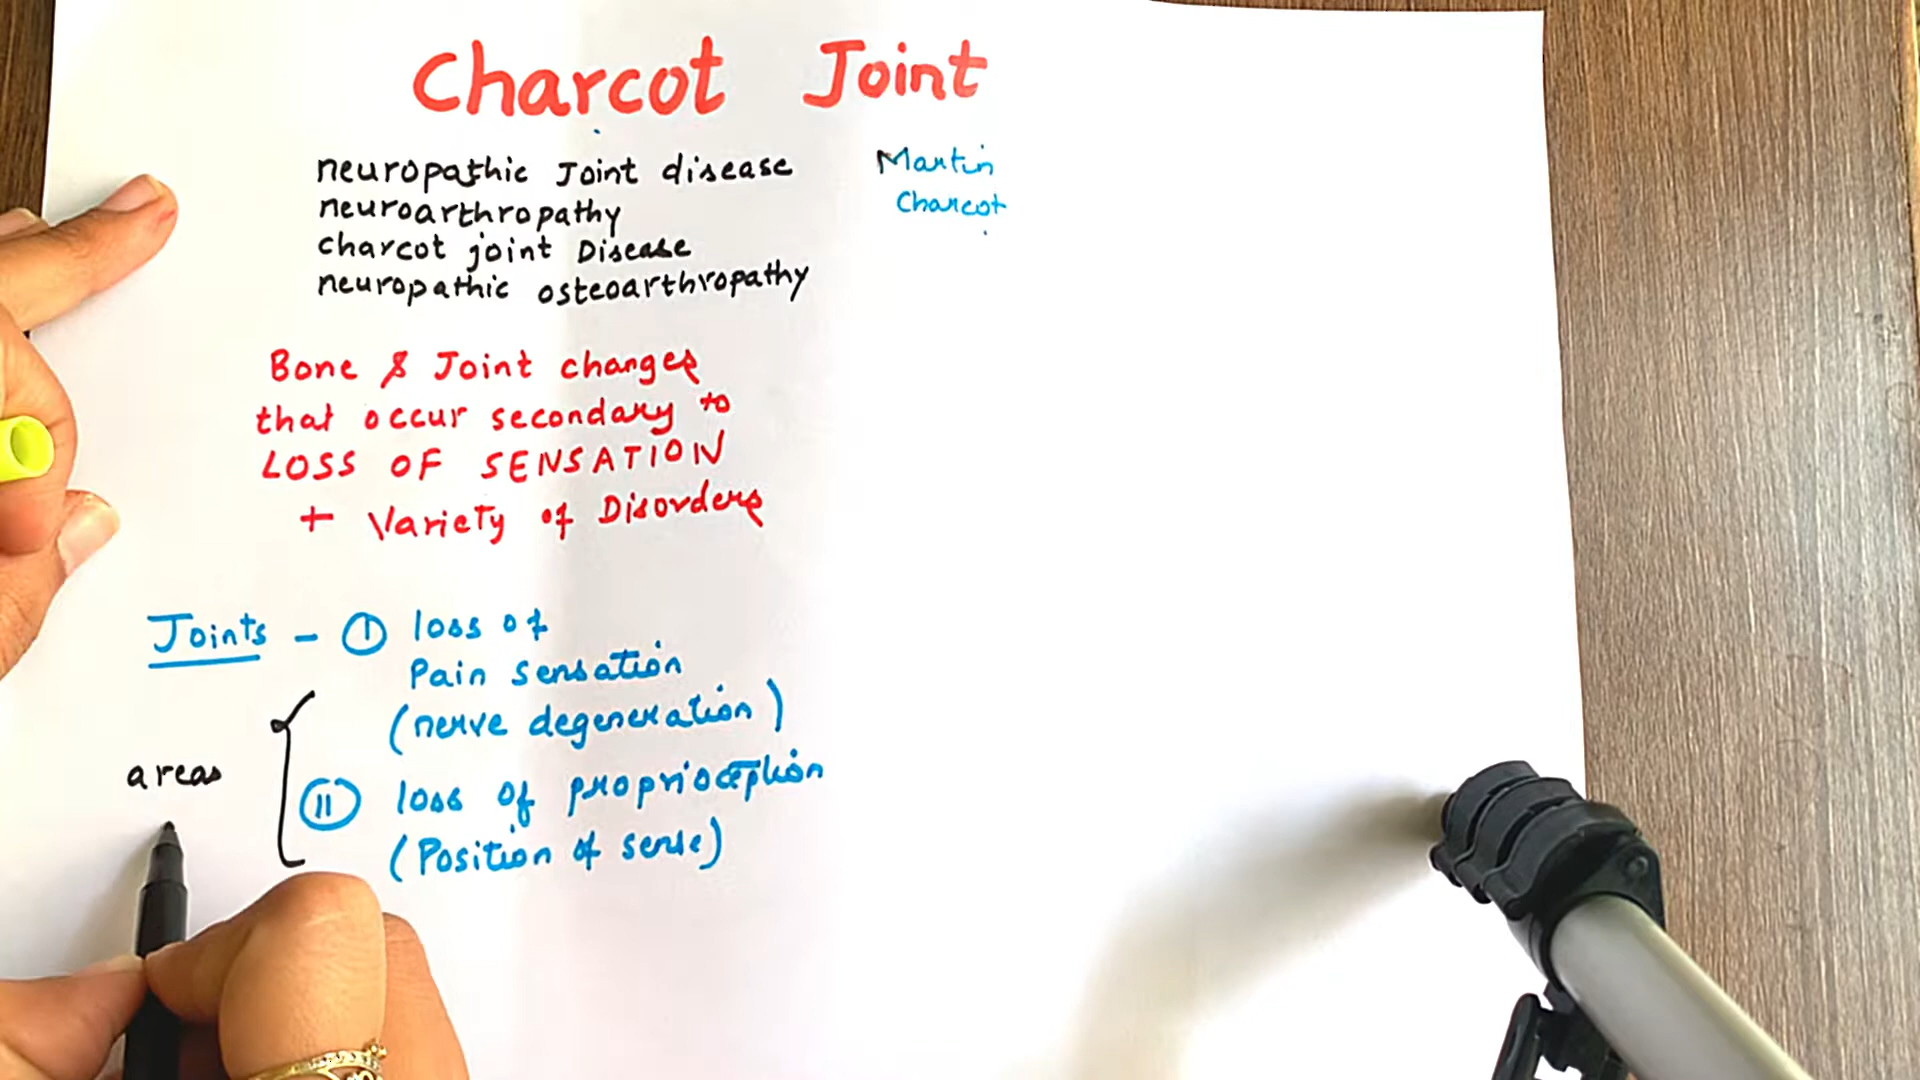 Charcot Joint
neuropathic Joint disease
neuroarthropathy
charcot joint Disease
neuropathic osteoarthropathy
Martin
Charcot
Bone & Joint changes
that occur secondary to
LOSS OF SENSATION
+ Variety of Disorders
Joints - I loss of
Pain sensation
(nerve degeneration)
areas
II loss of proprioception
(Position of sense)